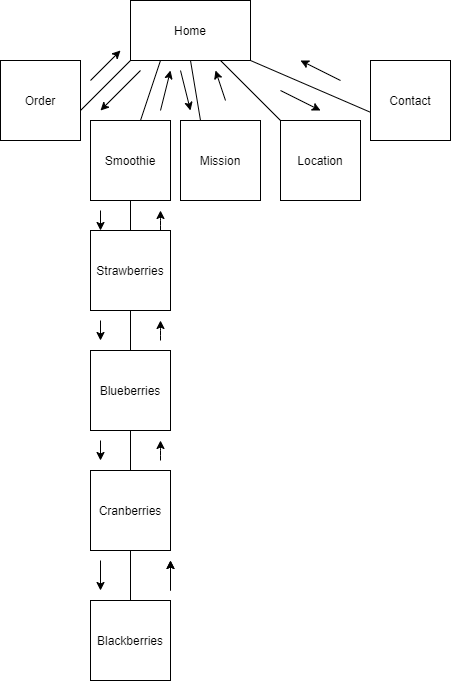 Home
Order
Contact
Smoothie
Mission
Location
Strawberries
Blueberries
Cranberries
Blackberries